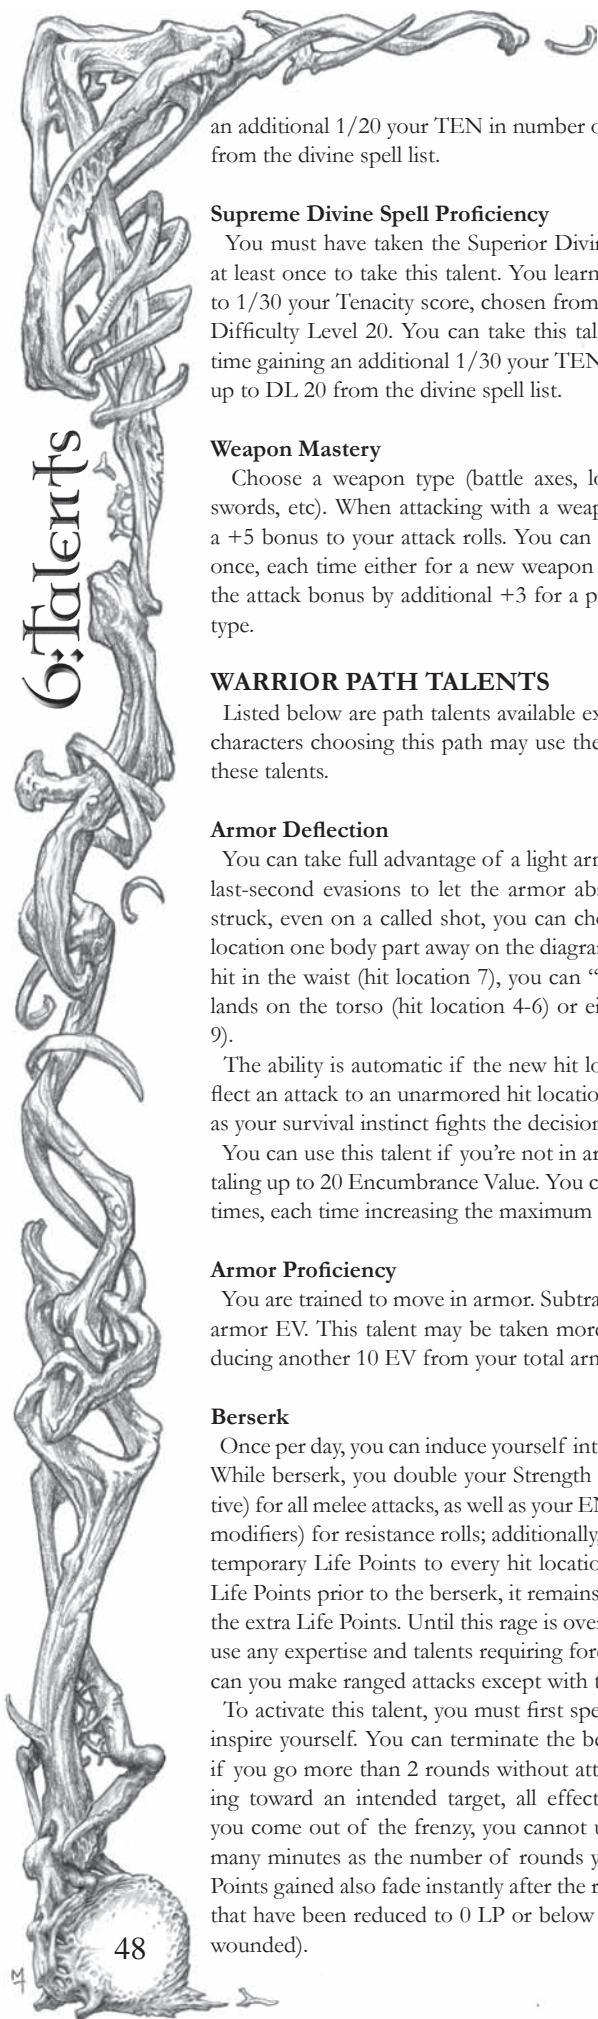 an additional 1/20 your TEN in number o
from the divine spell list.
Supreme Divine Spell Proficiency
You must have taken the Superior Divi
at least once to take this talent. You learn
to 1/30 your Tenacity score, chosen from
Difficulty Level 20. You can take this tal
time gaining an additional 1/30 your TEN
up to DL 20 from the divine spell list.
Weapon Mastery
Choose a weapon type (battle axes, lo
swords, etc). When attacking with a weap
a +5 bonus to your attack rolls. You can
once, each time either for a new weapon
the attack bonus by additional +3 for a p
type.
WARRIOR PATH TALENTS
Listed below are path talents available ex
characters choosing this path may use the
these talents.
Armor Deflection
You can take full advantage of a light arm
last-second evasions to let the armor abs
struck, even on a called shot, you can cho
location one body part away on the diagra
hit in the waist (hit location 7), you can “
lands on the torso (hit location 4-6) or ei
9).
The ability is automatic if the new hit lo
flect an attack to an unarmored hit locatio
as your survival instinct fights the decision
You can use this talent if you’re not in ar
taling up to 20 Encumbrance Value. You c
times, each time increasing the maximum
Armor Proficiency
You are trained to move in armor. Subtra
armor EV. This talent may be taken more
ducing another 10 EV from your total arm
Berserk
Once per day, you can induce yourself int
While berserk, you double your Strength
tive) for all melee attacks, as well as your EN
modifiers) for resistance rolls; additionally,
temporary Life Points to every hit locatio
Life Points prior to the berserk, it remains
the extra Life Points. Until this rage is over
use any expertise and talents requiring for
can you make ranged attacks except with t
To activate this talent, you must first spe
inspire yourself. You can terminate the be
if you go more than 2 rounds without att
ing toward an intended target, all effect
you come out of the frenzy, you cannot u
many minutes as the number of rounds y
Points gained also fade instantly after the r
that have been reduced to 0 LP or below
wounded).
6:Talents
48